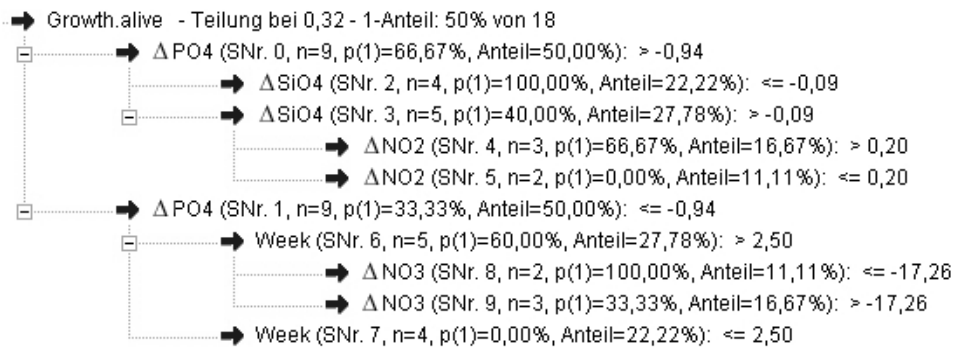 Growth.alive - Teilung bei 0,32 - 1-Anteil: 50% von 18
Δ PO4 (SNr. 0, n=9, p(1)=66,67%, Anteil=50,00%): > -0,94
ΔSiO4 (SNr. 2, n=4, p(1)=100,00%, Anteil=22,22%): <= -0,09
ΔSiO4 (SNr. 3, n=5, p(1)=40,00%, Anteil=27,78%): > -0,09
ΔNO2 (SNr. 4, n=3, p(1)=66,67%, Anteil=16,67%): > 0,20
ΔNO2 (SNr. 5, n=2, p(1)=0,00%, Anteil=11,11%): <= 0,20
Δ PO4 (SNr. 1, n=9, p(1)=33,33%, Anteil=50,00%): <= -0,94
Week (SNr. 6, n=5, p(1)=60,00%, Anteil=27,78%): > 2,50
ΔNO3 (SNr. 8, n=2, p(1)=100,00%, Anteil=11,11%): <= -17,26
ΔNO3 (SNr. 9, n=3, p(1)=33,33%, Anteil=16,67%): > -17,26
Week (SNr. 7, n=4, p(1)=0,00%, Anteil=22,22%): <= 2,50